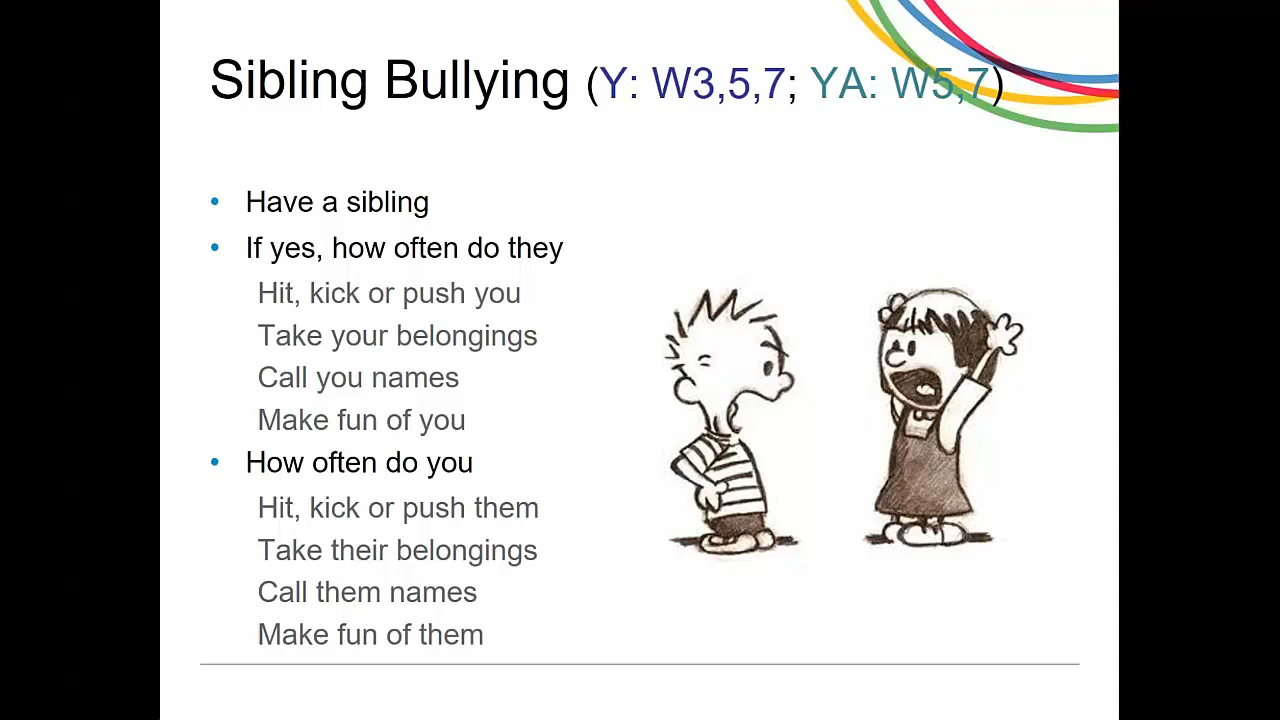 Sibling Bullying (Y: W3,5,7; YA: W5,7)
• Have a sibling
• If yes, how often do they
Hit, kick or push you
Take your belongings
Call you names
Make fun of you
• How often do you
Hit, kick or push them
Take their belongings
Call them names
Make fun of them